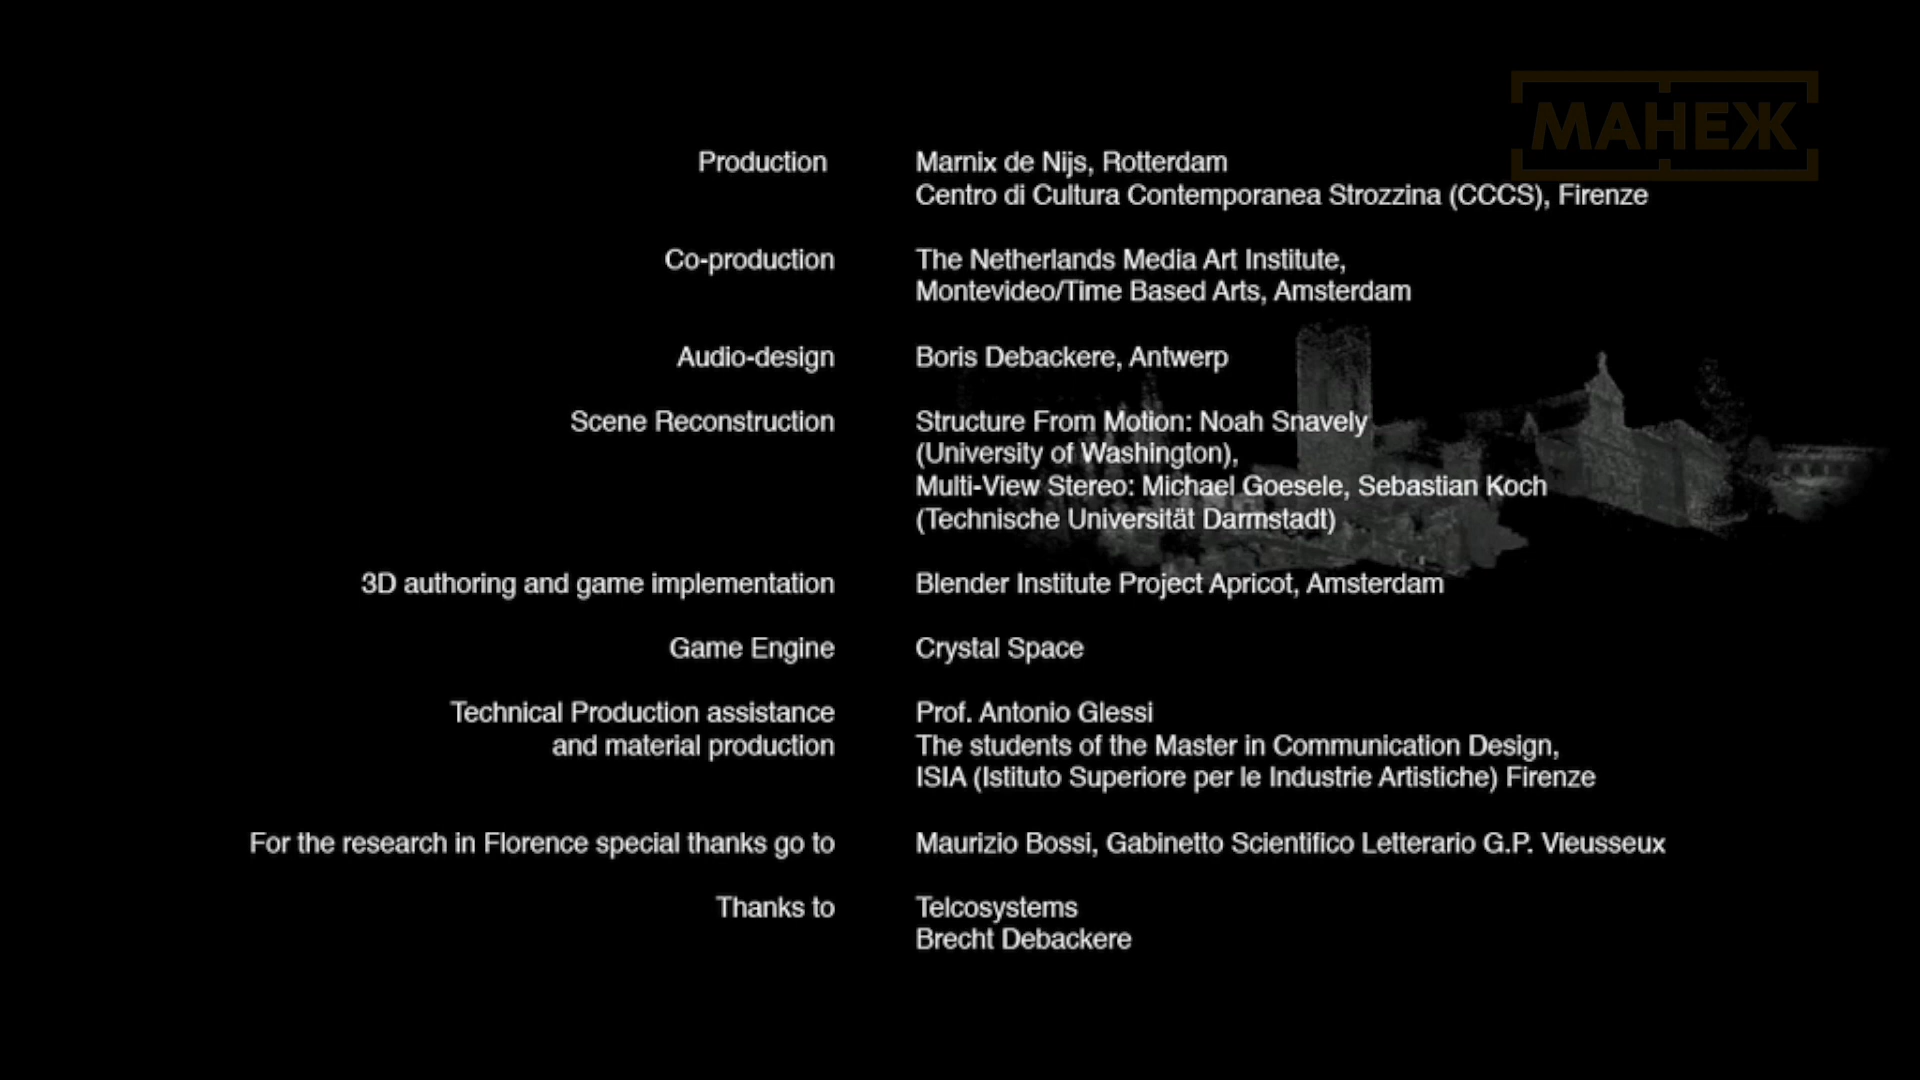 МАНЕЖ
Production Marnix de Nijs, Rotterdam
Centro di Cultura Contemporanea Strozzina (CCCS), Firenze
Co-production The Netherlands Media Art Institute,
Montevideo/Time Based Arts, Amsterdam
Audio-design Boris Debackere, Antwerp
Scene Reconstruction Structure From Motion: Noah Snavely
(University of Washington),
Multi-View Stereo: Michael Goesele, Sebastian Koch
(Technische Universität Darmstadt)
3D authoring and game implementation Blender Institute Project Apricot, Amsterdam
Game Engine Crystal Space
Technical Production assistance Prof. Antonio Glessi
and material production The students of the Master in Communication Design,
ISIA (Istituto Superiore per le Industrie Artistiche) Firenze
For the research in Florence special thanks go to Maurizio Bossi, Gabinetto Scientifico Letterario G.P. Vieusseux
Thanks to Telcosystems
Brecht Debackere